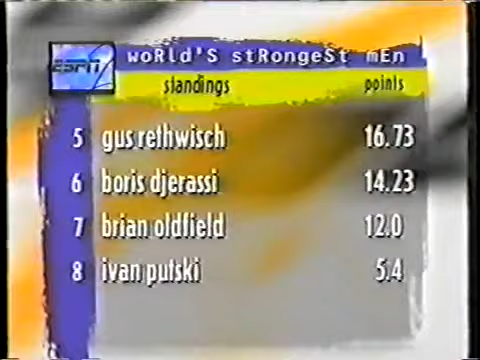 ESPN2
woRld'S stRongeSt mEn
standings points
5 gus rethwisch 16.73
6 boris djerassi 14.23
7 brian oldfield 12.0
8 ivan putski 5.4